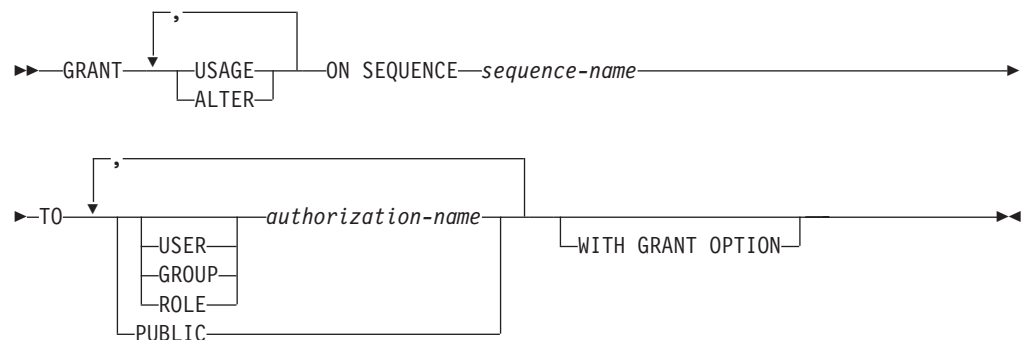 ,
GRANT USAGE ON SEQUENCE sequence-name
ALTER
,
TO authorization-name
USER WITH GRANT OPTION
GROUP
ROLE
PUBLIC